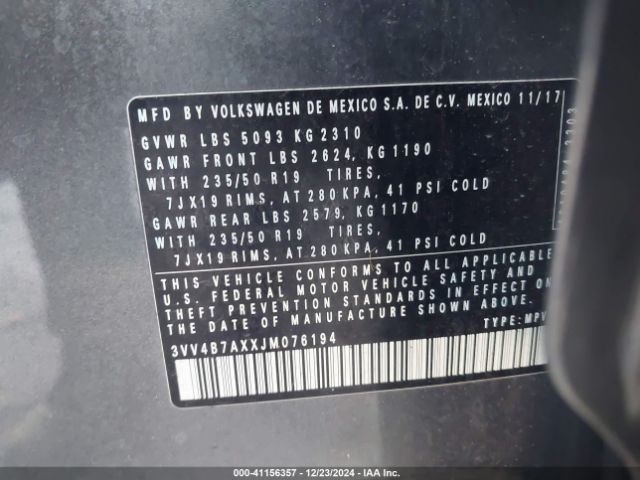 MFD BY VOLKSWAGEN DE MEXICO S.A. DE C.V. MEXICO 11/17
GVWR LBS 5093 KG 2310
GAWR FRONT LBS 2624, KG 1190
WITH 235/50 R19 TIRES,
7JX19 RIMS, AT 280 KPA, 41 PSI COLD
GAWR REAR LBS 2579, KG 1170
WITH 235/50 R19 TIRES,
7JX19 RIMS, AT 280 KPA, 41 PSI COLD
THIS VEHICLE CONFORMS TO ALL APPLICABLE
U.S. FEDERAL MOTOR VEHICLE SAFETY AND
THEFT PREVENTION STANDARDS IN EFFECT ON
THE DATE OF MANUFACTURE SHOWN ABOVE.
3VV4B7AXXJM076194 TYPE: MPV
3303
000-41156357 | 12/23/2024 | IAA Inc.